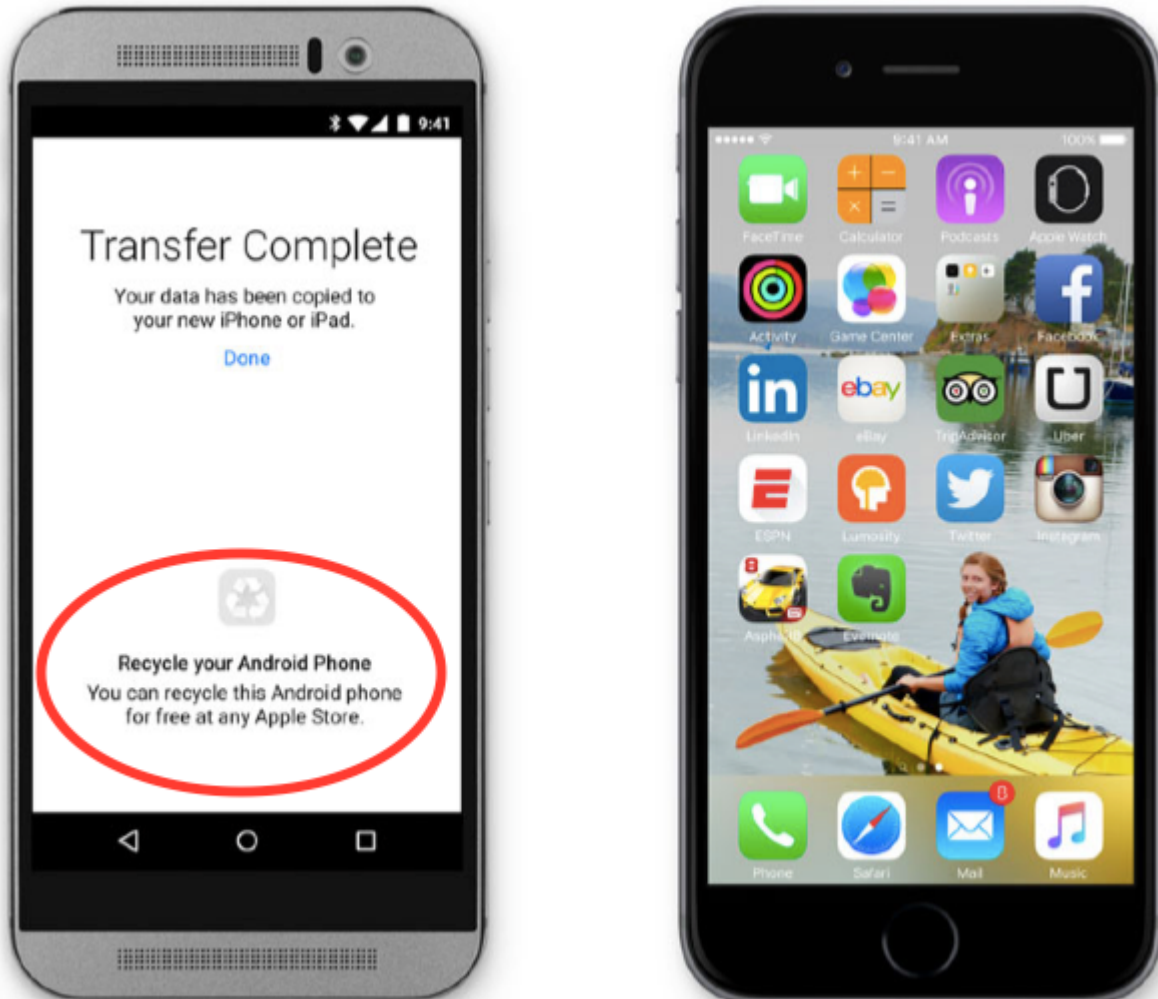 9:41
Transfer Complete
Your data has been copied to
your new iPhone or iPad.
Done
Recycle your Android Phone
You can recycle this Android phone
for free at any Apple Store.
9:41 AM 100%
FaceTime Calculator Podcasts Apple Watch
Activity Game Center Extras Facebook
in ebay
LinkedIn eBay TripAdvisor Uber
ESPN Lumosity Twitter Instagram
8
Evernote
Phone Safari Mail Music